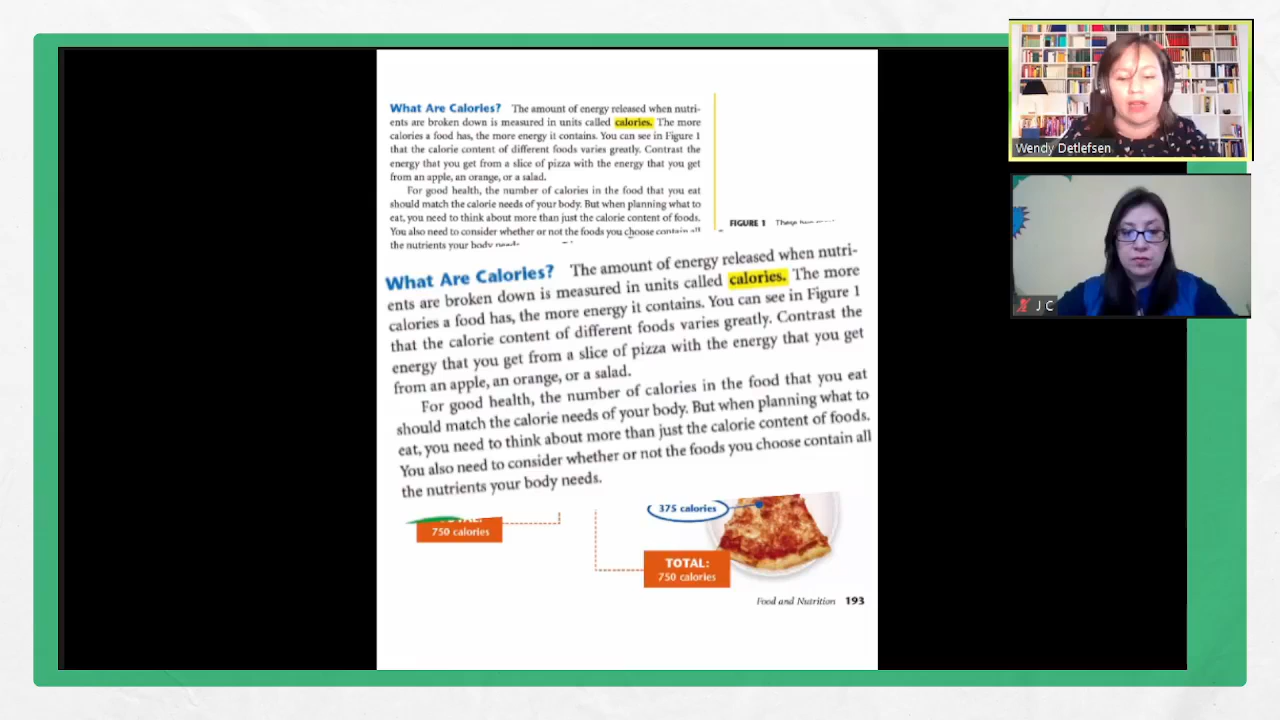 What Are Calories? The amount of energy released when nutri-
ents are broken down is measured in units called calories. The more
calories a food has, the more energy it contains. You can see in Figure 1
that the calorie content of different foods varies greatly. Contrast the
energy that you get from a slice of pizza with the energy that you get
from an apple, an orange, or a salad.
For good health, the number of calories in the food that you eat
should match the calorie needs of your body. But when planning what to
eat, you need to think about more than just the calorie content of foods.
You also need to consider whether or not the foods you choose contain all
the nutrients your body
FIGURE 1
What Are Calories? The amount of energy released when nutri-
ents are broken down is measured in units called calories. The more
calories a food has, the more energy it contains. You can see in Figure 1
that the calorie content of different foods varies greatly. Contrast the
energy that you get from a slice of pizza with the energy that you get
from an apple, an orange, or a salad.
For good health, the number of calories in the food that you eat
should match the calorie needs of your body. But when planning what to
eat, you need to think about more than just the calorie content of foods.
You also need to consider whether or not the foods you choose contain all
the nutrients your body needs.
750 calories
375 calories
TOTAL:
750 calories
Food and Nutrition 193
Wendy Detlefsen
J C